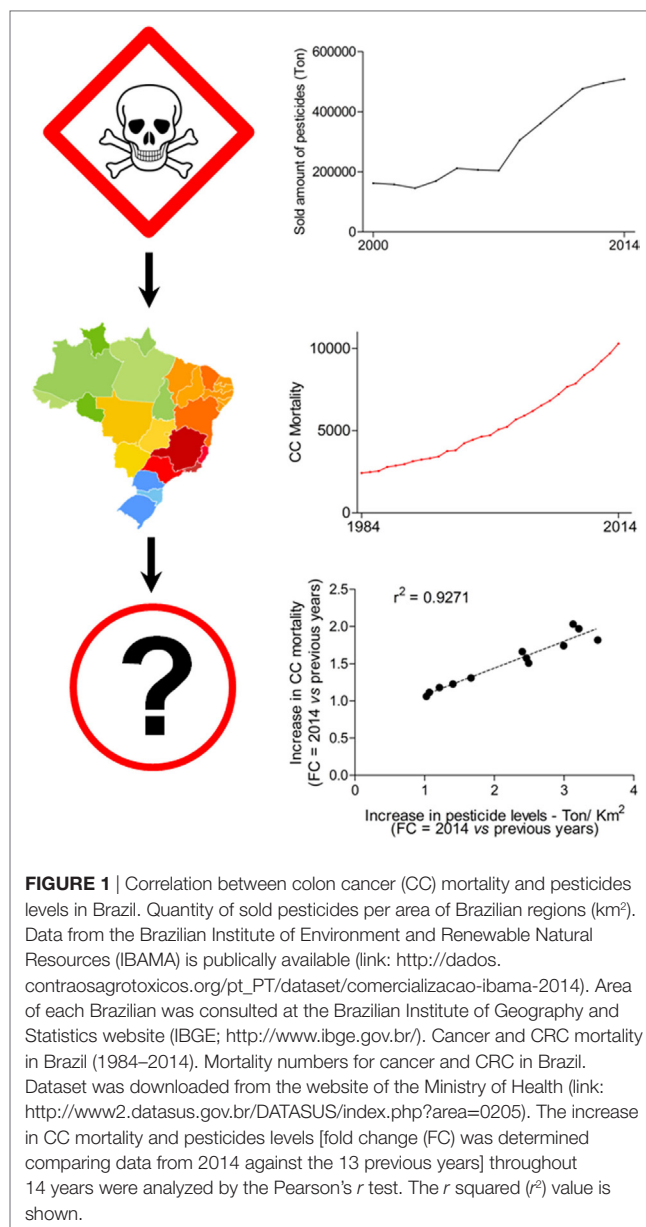 600000
400000
200000
0
Sold amount of pesticides (Ton)
2000
2014
10000
5000
0
CC Mortality
1984
2014
?
2.5
2.0
1.5
1.0
0.5
0.0
r² = 0.9271
Increase in CC mortality
(FC = 2014 vs previous years)
0
1
2
3
4
Increase in pesticide levels - Ton/ Km²
(FC = 2014 vs previous years)
FIGURE 1 | Correlation between colon cancer (CC) mortality and pesticides
levels in Brazil. Quantity of sold pesticides per area of Brazilian regions (km²).
Data from the Brazilian Institute of Environment and Renewable Natural
Resources (IBAMA) is publically available (link: http://dados.
contraosagrotoxicos.org/pt_PT/dataset/comercializacao-ibama-2014). Area
of each Brazilian was consulted at the Brazilian Institute of Geography and
Statistics website (IBGE; http://www.ibge.gov.br/). Cancer and CRC mortality
in Brazil (1984–2014). Mortality numbers for cancer and CRC in Brazil.
Dataset was downloaded from the website of the Ministry of Health (link:
http://www2.datasus.gov.br/DATASUS/index.php?area=0205). The increase
in CC mortality and pesticides levels [fold change (FC) was determined
comparing data from 2014 against the 13 previous years] throughout
14 years were analyzed by the Pearson's r test. The r squared (r²) value is
shown.